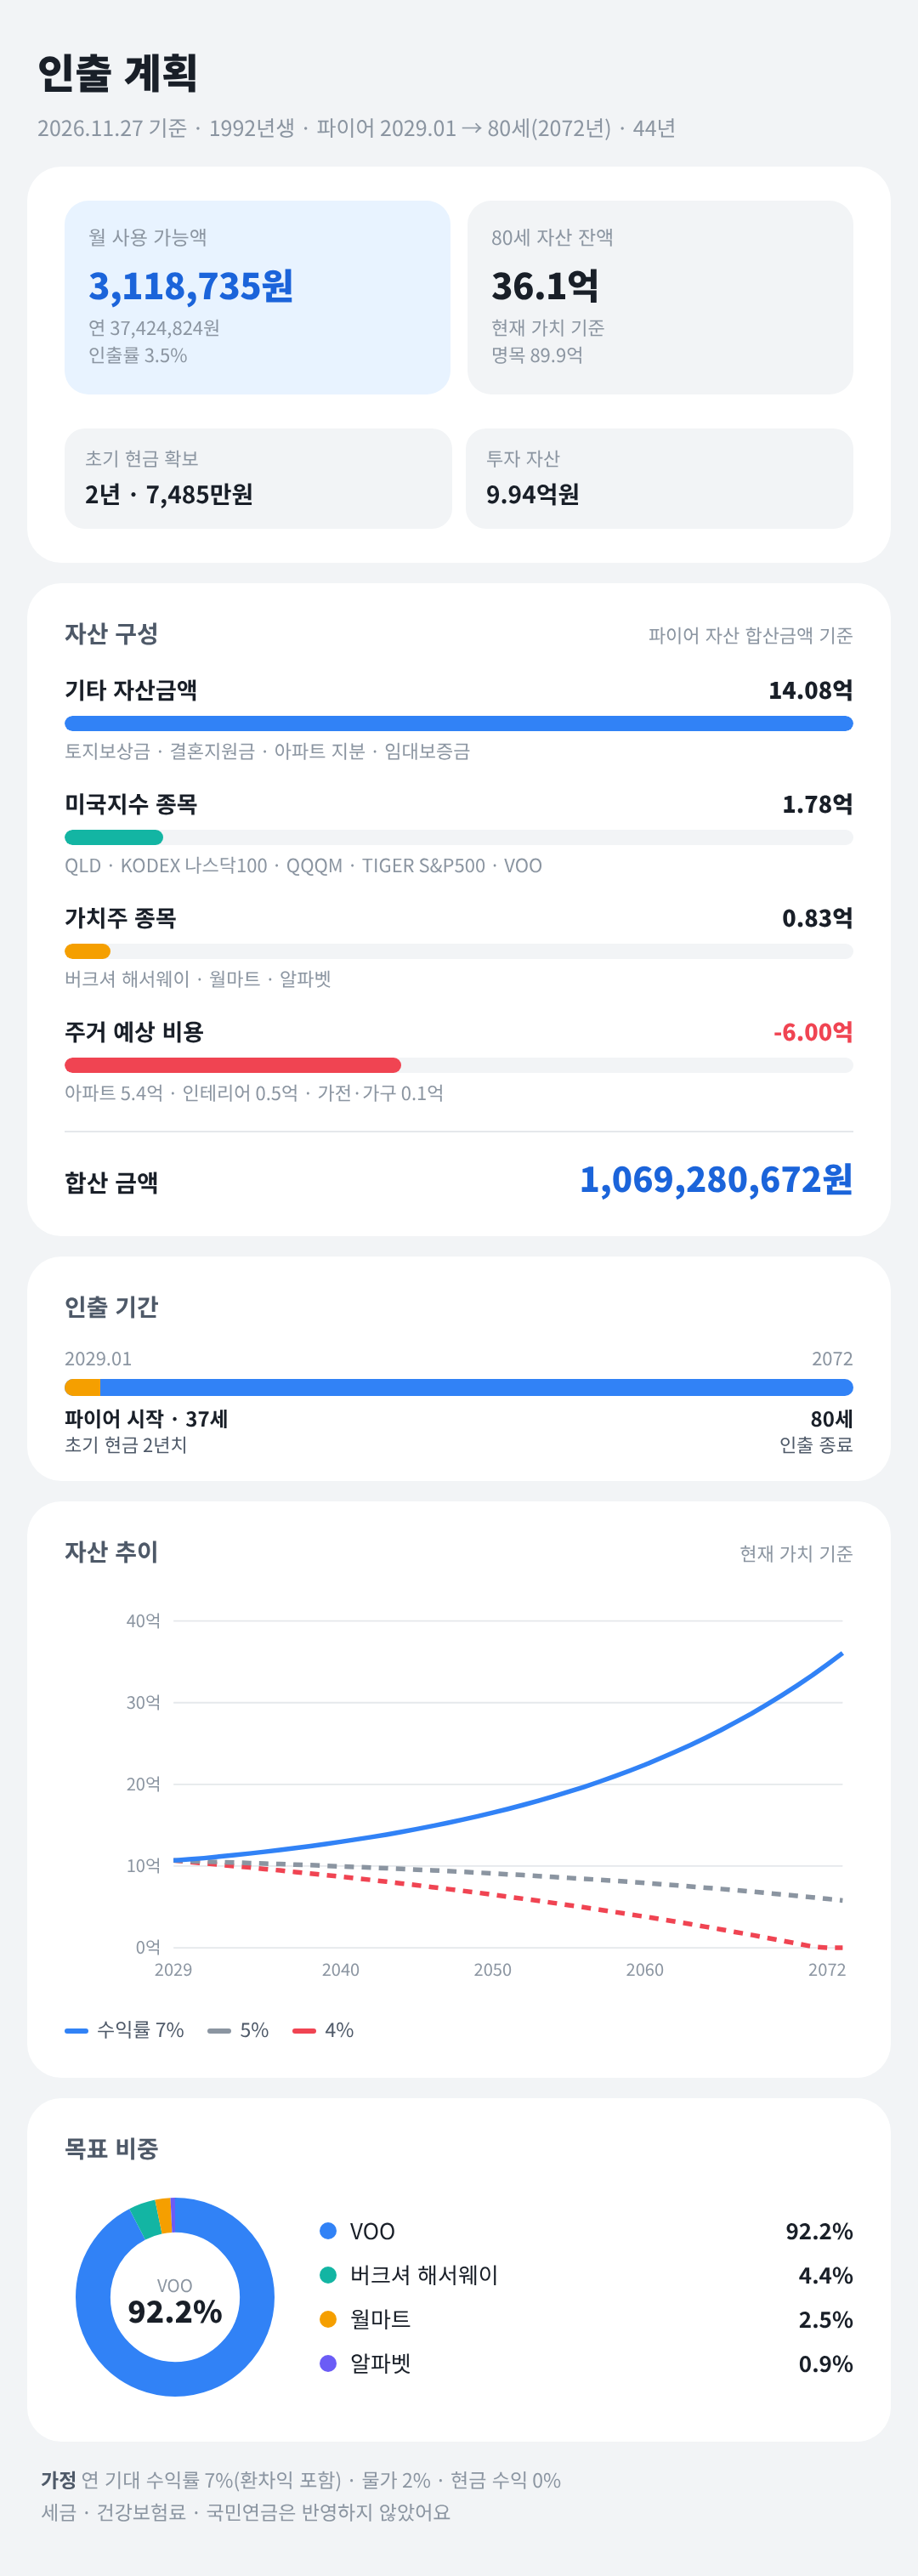 인출 계획
2026.11.27 기준 · 1992년생 · 파이어 2029.01 → 80세(2072년) · 44년
월 사용 가능액
3,118,735원
연 37,424,824원
인출률 3.5%
80세 자산 잔액
36.1억
현재 가치 기준
명목 89.9억
초기 현금 확보
2년 · 7,485만원
투자 자산
9.94억원
자산 구성
파이어 자산 합산금액 기준
기타 자산금액
14.08억
토지보상금 · 결혼지원금 · 아파트 지분 · 임대보증금
미국지수 종목
1.78억
QLD · KODEX 나스닥100 · QQQM · TIGER S&P500 · VOO
가치주 종목
0.83억
버크셔 해서웨이 · 월마트 · 알파벳
주거 예상 비용
-6.00억
아파트 5.4억 · 인테리어 0.5억 · 가전·가구 0.1억
합산 금액
1,069,280,672원
인출 기간
2029.01
2072
파이어 시작 · 37세
80세
초기 현금 2년치
인출 종료
자산 추이
현재 가치 기준
40억
30억
20억
10억
0억
2029
2040
2050
2060
2072
수익률 7%
5%
4%
목표 비중
VOO
92.2%
VOO
92.2%
버크셔 해서웨이
4.4%
월마트
2.5%
알파벳
0.9%
가정 연 기대 수익률 7%(환차익 포함) · 물가 2% · 현금 수익 0%
세금 · 건강보험료 · 국민연금은 반영하지 않았어요